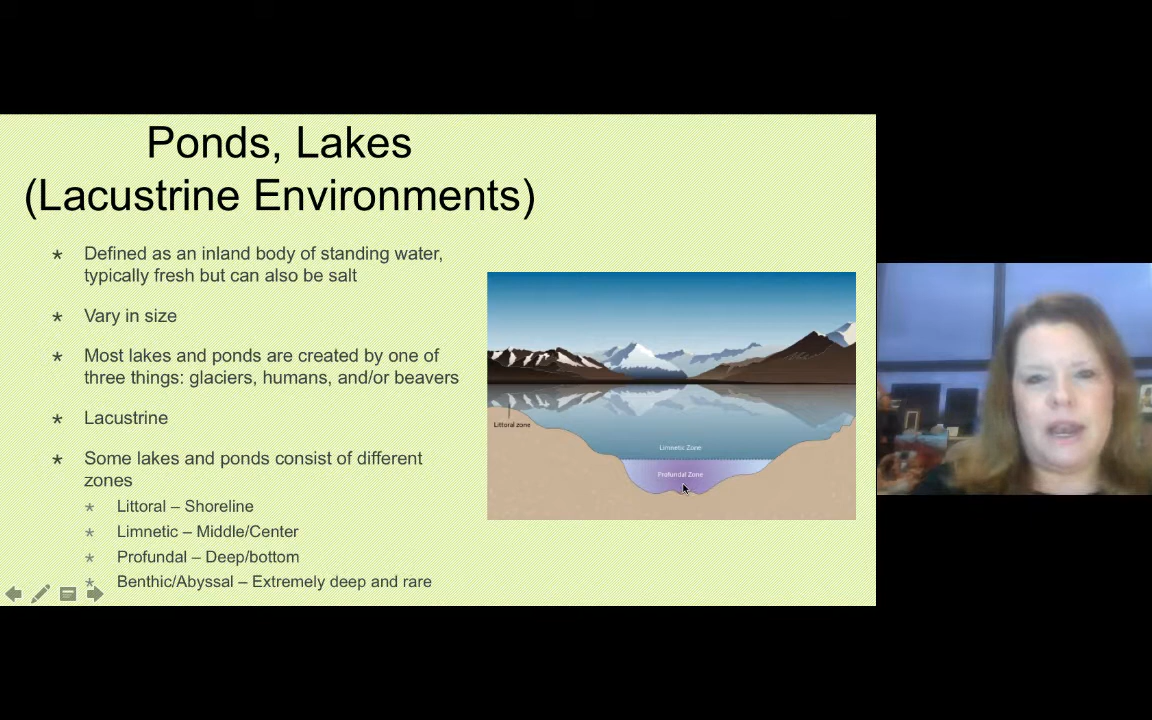 Ponds, Lakes
(Lacustrine Environments)
* Defined as an inland body of standing water,
typically fresh but can also be salt
* Vary in size
* Most lakes and ponds are created by one of
three things: glaciers, humans, and/or beavers
* Lacustrine
* Some lakes and ponds consist of different
zones
* Littoral – Shoreline
* Limnetic – Middle/Center
* Profundal – Deep/bottom
* Benthic/Abyssal – Extremely deep and rare
Littoral zone
Limnetic Zone
Profundal Zone